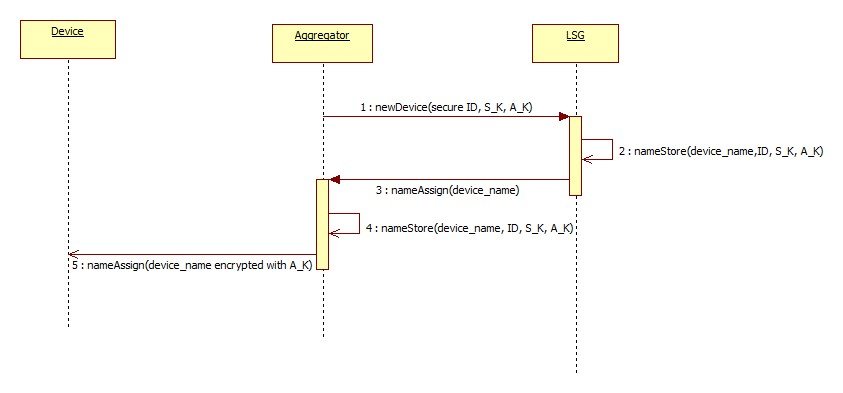 Device
Aggregator
LSG
1 : newDevice(secure ID, S_K, A_K)
2 : nameStore(device_name,ID, S_K, A_K)
3 : nameAssign(device_name)
4 : nameStore(device_name, ID, S_K, A_K)
5 : nameAssign(device_name encrypted with A_K)